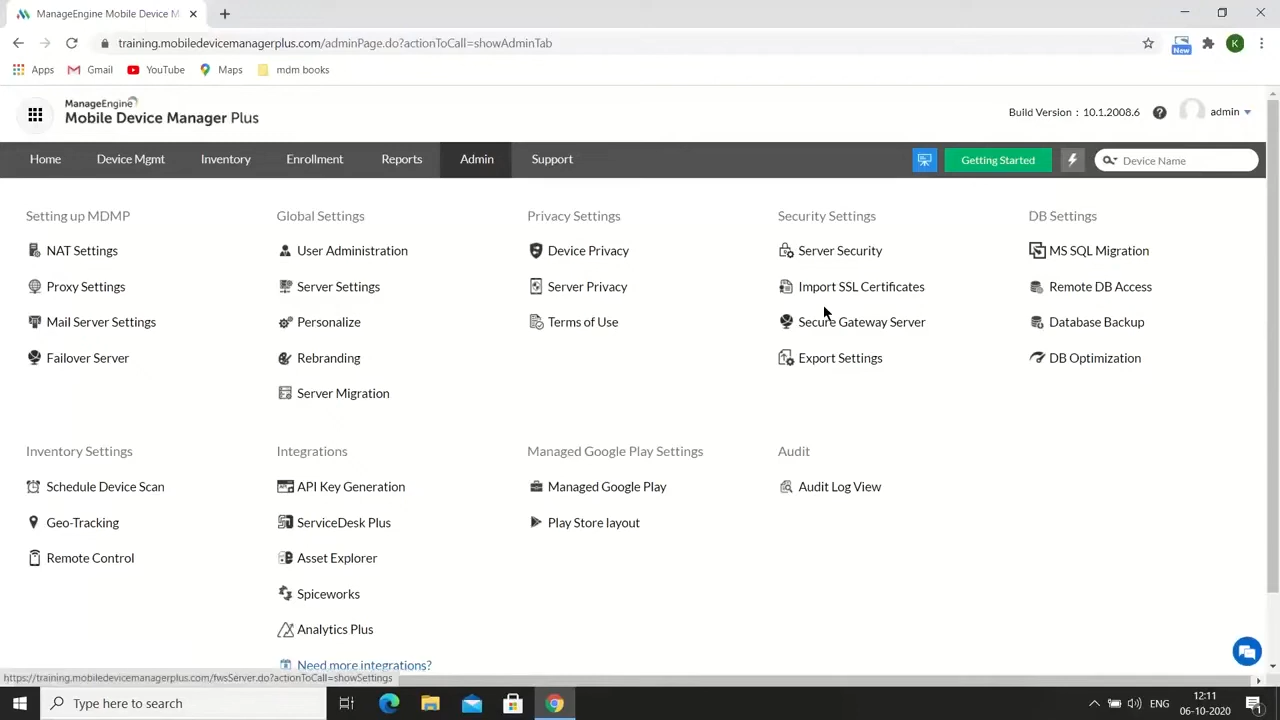 ManageEngine Mobile Device M
training.mobiledevicemanagerplus.com/adminPage.do?actionToCall=showAdminTab
New
K
Apps
Gmail
YouTube
Maps
mdm books
ManageEngine
Mobile Device Manager Plus
Build Version : 10.1.2008.6
admin
Home
Device Mgmt
Inventory
Enrollment
Reports
Admin
Support
Getting Started
Device Name
Setting up MDMP
NAT Settings
Proxy Settings
Mail Server Settings
Failover Server
Global Settings
User Administration
Server Settings
Personalize
Rebranding
Server Migration
Privacy Settings
Device Privacy
Server Privacy
Terms of Use
Security Settings
Server Security
Import SSL Certificates
Secure Gateway Server
Export Settings
DB Settings
MS SQL Migration
Remote DB Access
Database Backup
DB Optimization
Inventory Settings
Schedule Device Scan
Geo-Tracking
Remote Control
Integrations
API Key Generation
ServiceDesk Plus
Asset Explorer
Spiceworks
Analytics Plus
Need more integrations?
Managed Google Play Settings
Managed Google Play
Play Store layout
Audit
Audit Log View
https://training.mobiledevicemanagerplus.com/fwsServer.do?actionToCall=showSettings
Type here to search
ENG
12:11
06-10-2020
1